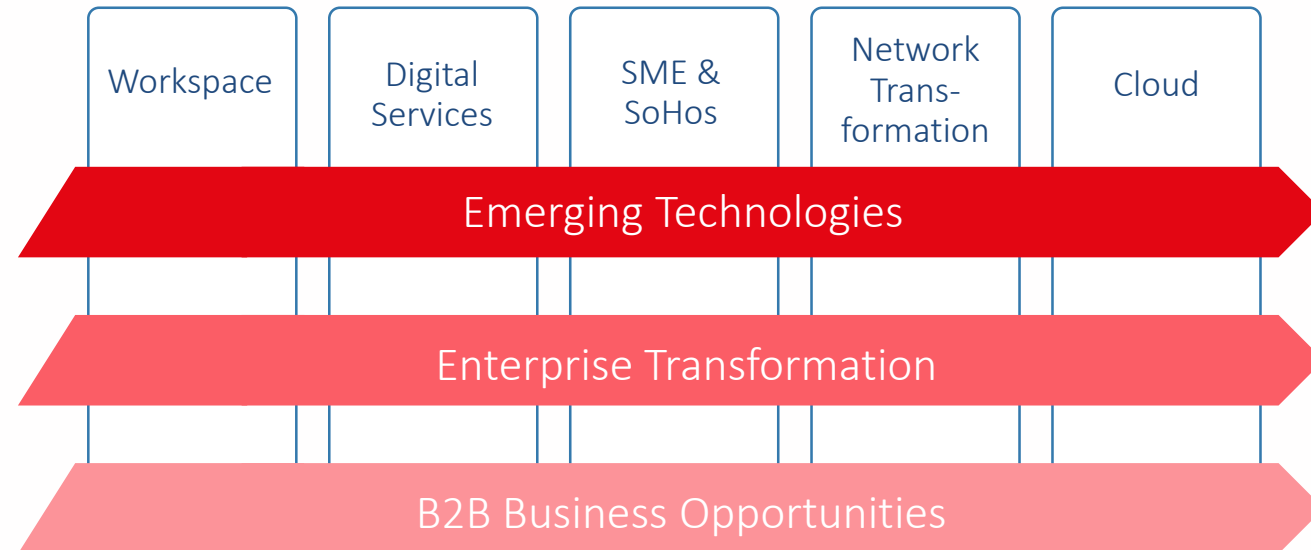 Workspace
Digital
Services
SME &
SoHos
Network
Trans-
formation
Cloud
Emerging Technologies
Enterprise Transformation
B2B Business Opportunities